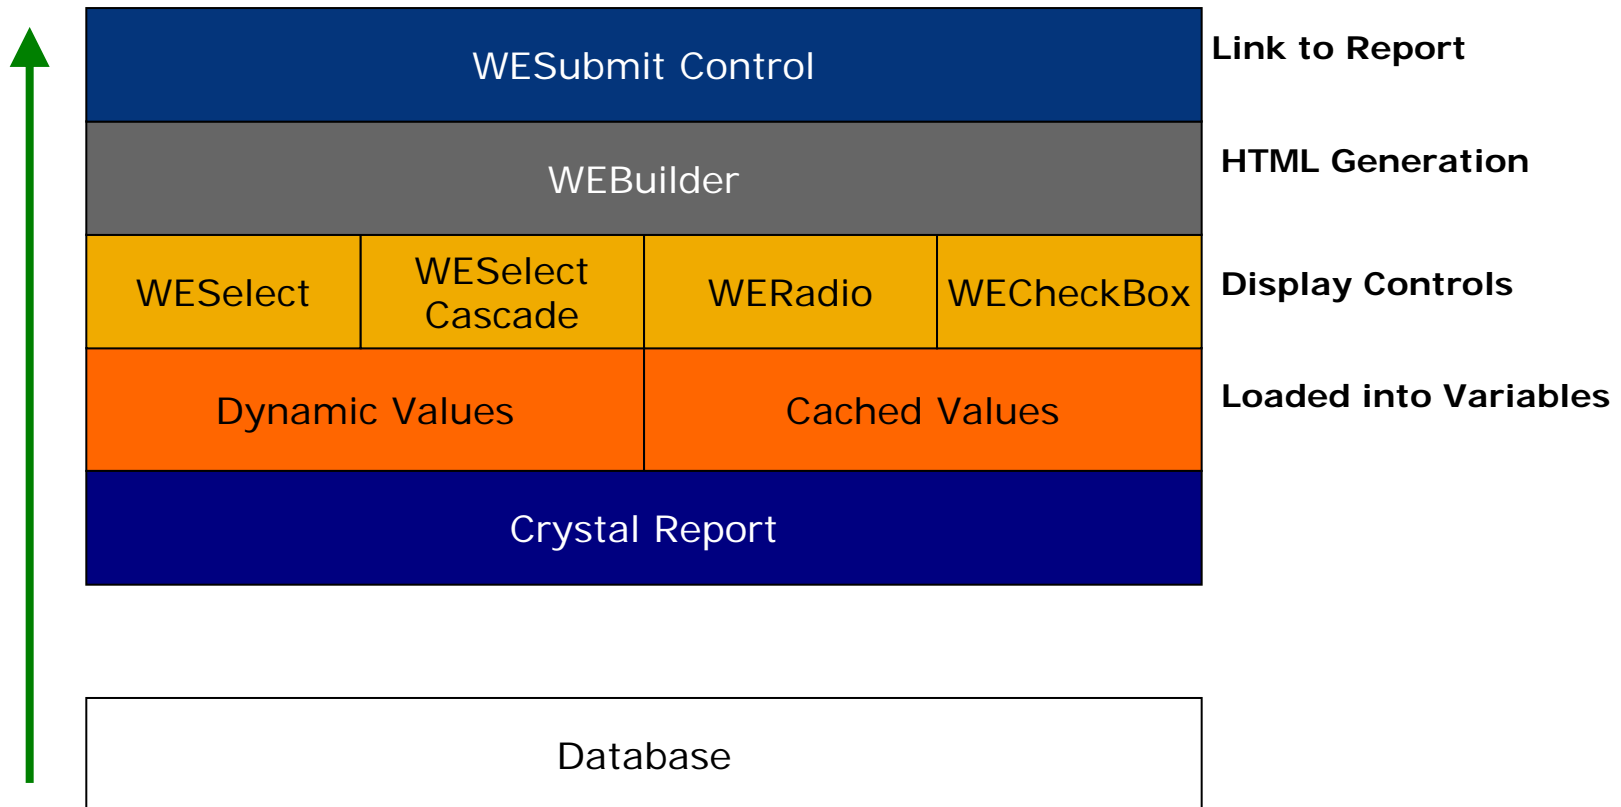 WESubmit Control
Link to Report
WEBuilder
HTML Generation
WESelect
WESelect
Cascade
WERadio
WECheckBox
Display Controls
Dynamic Values
Cached Values
Loaded into Variables
Crystal Report
Database